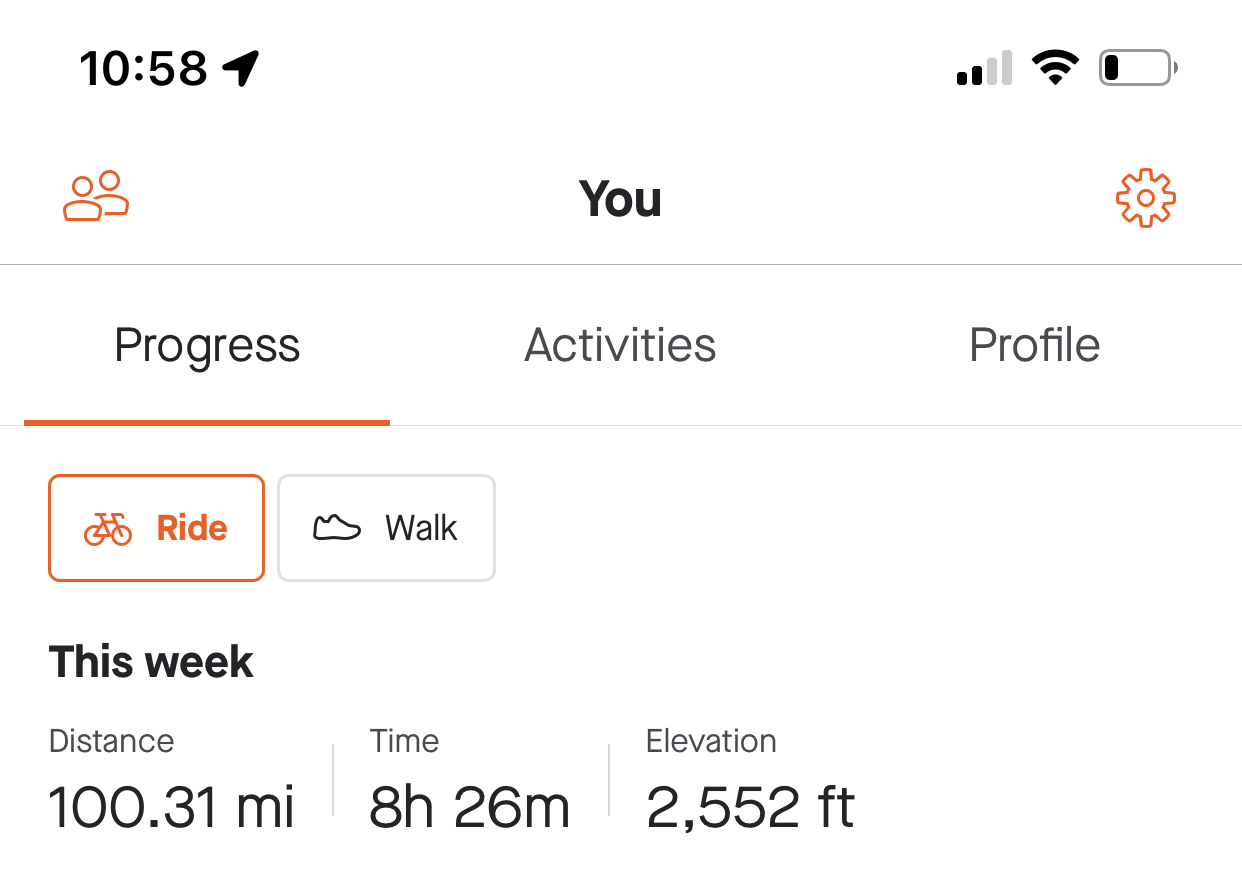 10:58
You
Progress Activities Profile
Ride Walk
This week
Distance Time Elevation
100.31 mi 8h 26m 2,552 ft